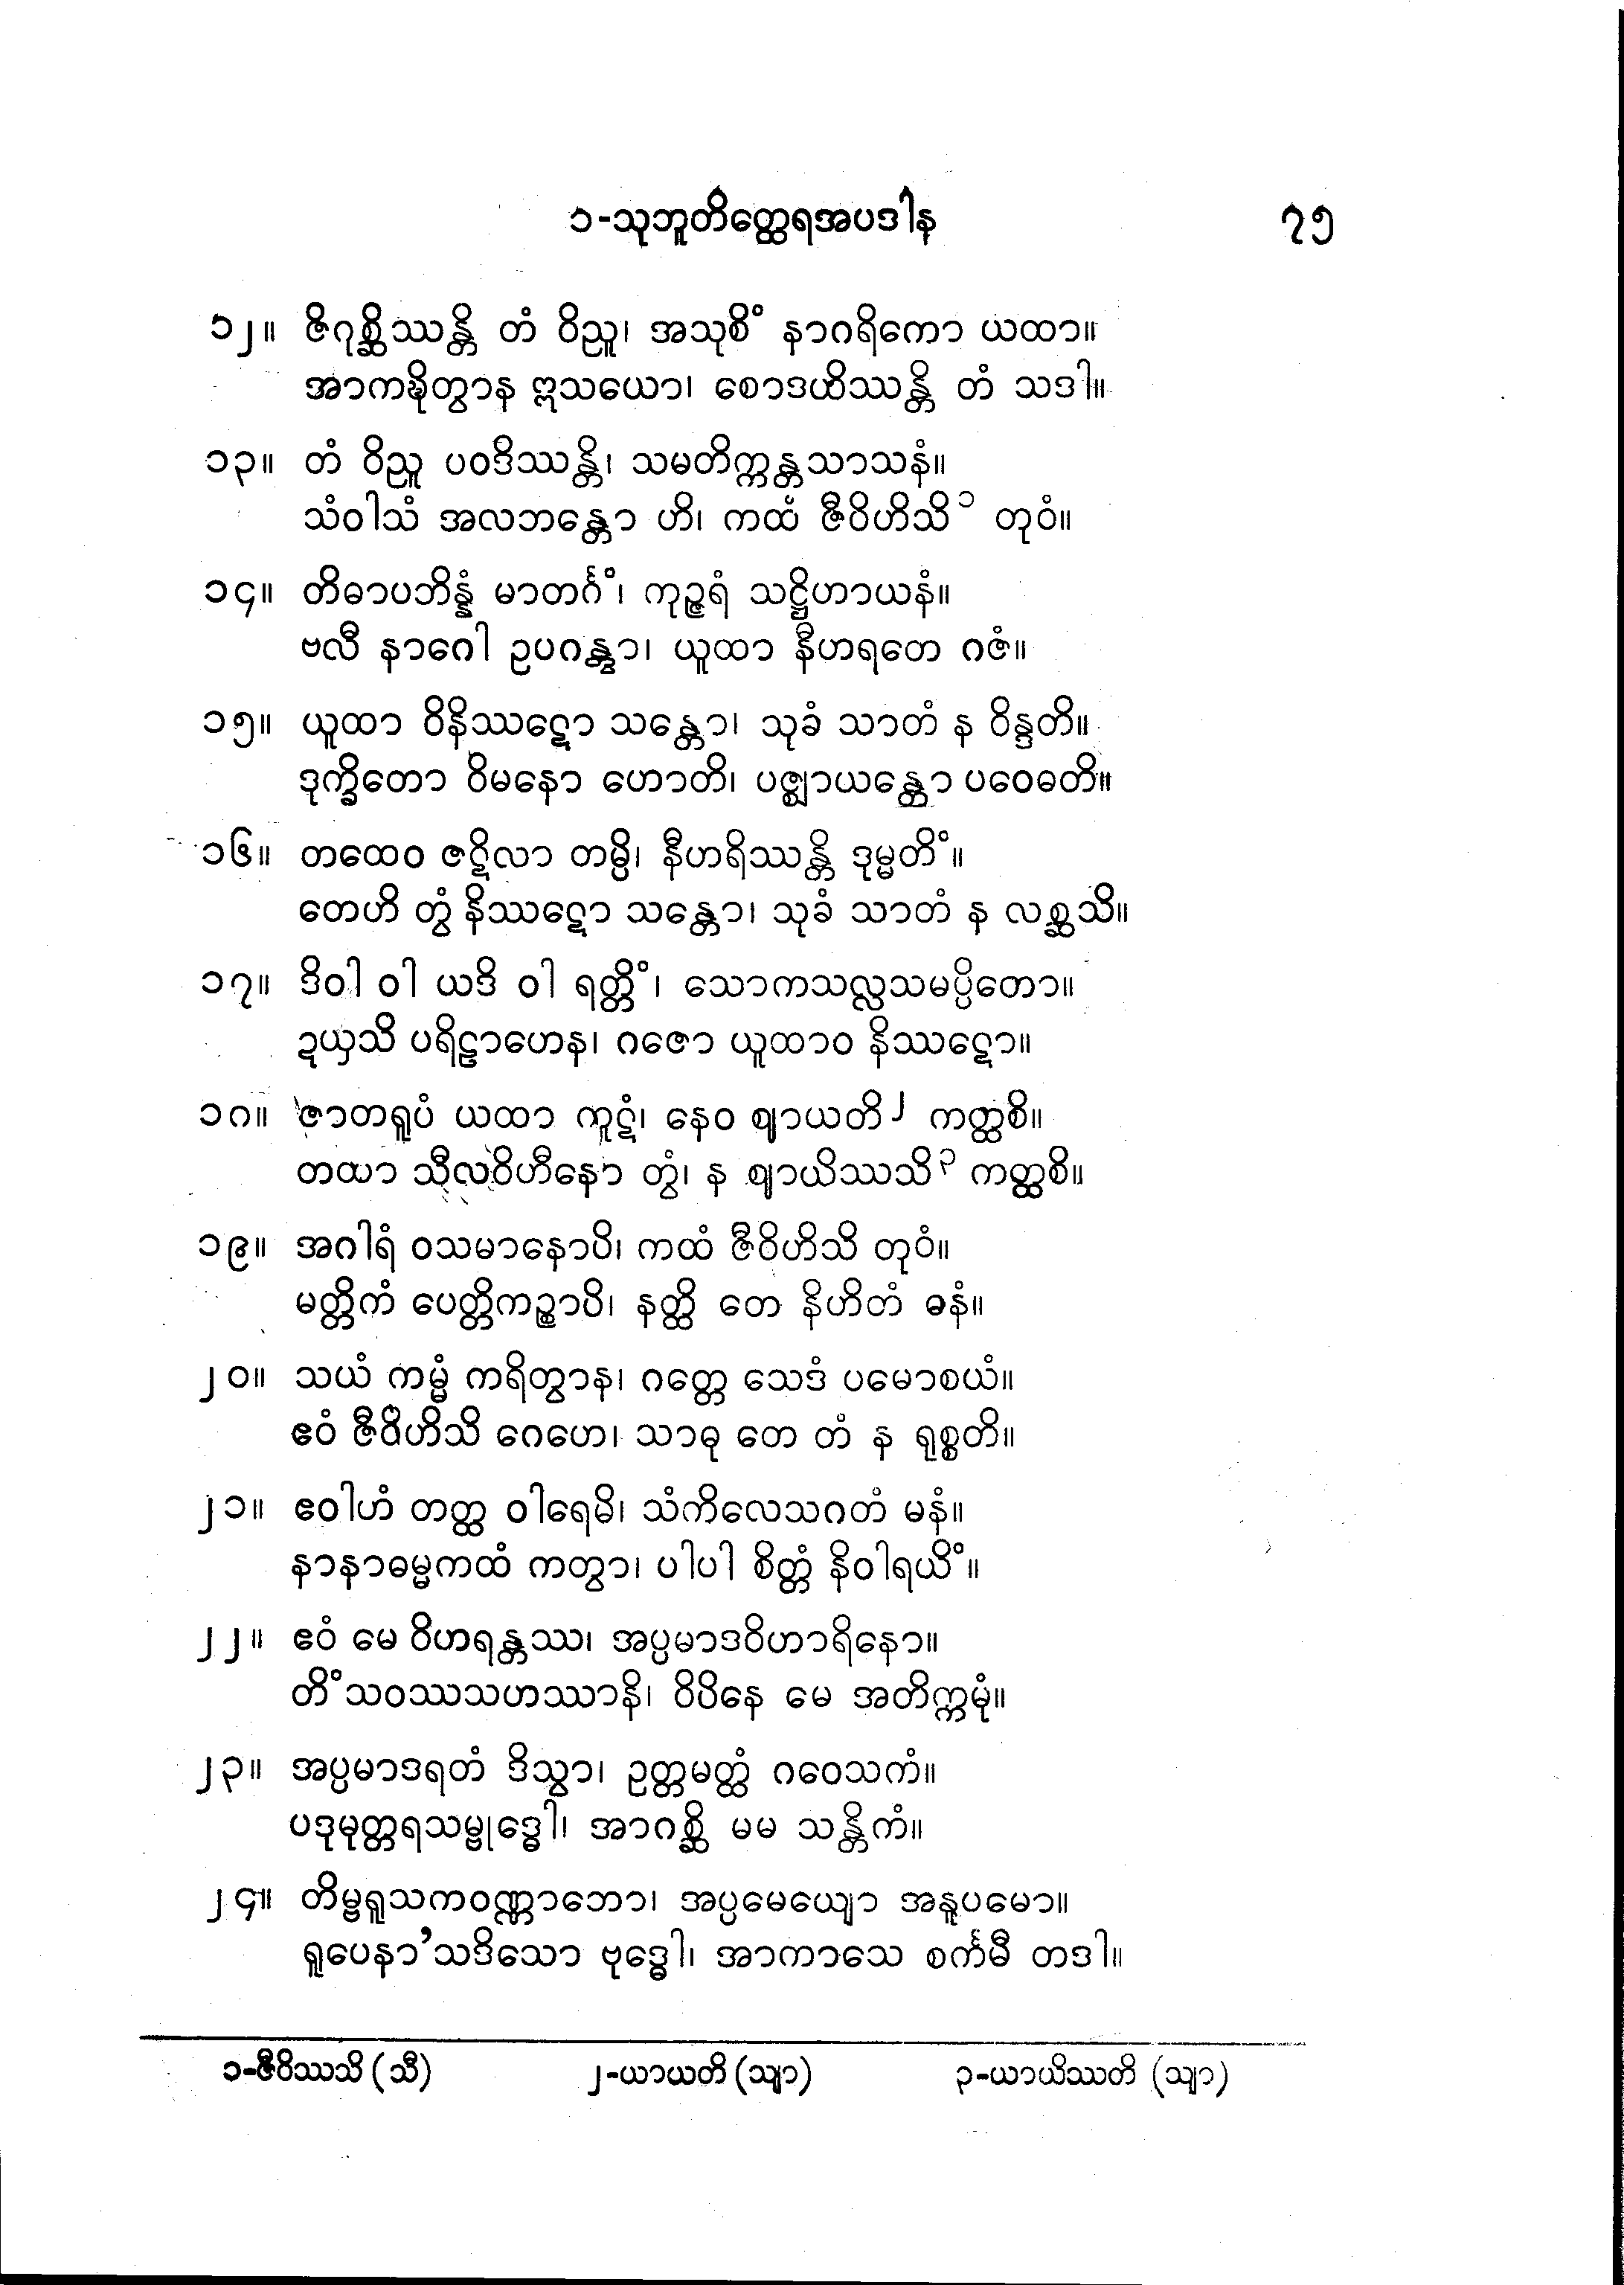 ၁-သုဘူတိတ္ထေရအပဒါန ၇၅
၁၂။ ဇိဂုစ္ဆိဿန္တိ တံ ဝိညူ၊ အသုစိံ နာဂရိကော ယထာ။
အာကဍ္ဎိတွာန ဣသယော၊ စောဒယိဿန္တိ တံ သဒါ။
၁၃။ တံ ဝိညူ ပဝဒိဿန္တိ၊ သမတိက္ကန္တသာသနံ။
သံဝါသံ အလဘန္တော ဟိ၊ ကထံ ဇီဝိဟိသိ၁ တုဝံ။
၁၄။ တိဓာပဘိန္နံ မာတင်္ဂံ၊ ကုဉ္ဇရံ သဋ္ဌိဟာယနံ။
ဗလီ နာဂေါ ဥပဂန္တွာ၊ ယူထာ နီဟရတေ ဂဇံ။
၁၅။ ယူထာ ဝိနိဿဋော သန္တော၊ သုခံ သာတံ န ဝိန္ဒတိ။
ဒုက္ခိတော ဝိမနော ဟောတိ၊ ပဇ္ဈာယန္တော ပဝေဓတိ။
၁၆။ တထေဝ ဇဋိလာ တမ္ပိ၊ နီဟရိဿန္တိ ဒုမ္မတိံ။
တေဟိ တွံ နိဿဋော သန္တော၊ သုခံ သာတံ န လစ္ဆသိ။
၁၇။ ဒိဝါ ဝါ ယဒိ ဝါ ရတ္တိံ၊ သောကသလ္လသမပ္ပိတော။
ဍယှသိ ပရိဠာဟေန၊ ဂဇော ယူထာဝ နိဿဋော။
၁၈။ ဇာတရူပံ ယထာ ကူဋံ၊ နေဝ ဈာယတိ၂ ကတ္ထစိ။
တထာ သီလဝိဟီနော တွံ၊ န ဈာယိဿသိ၃ ကတ္ထစိ။
၁၉။ အဂါရံ ဝသမာနောပိ၊ ကထံ ဇီဝိဟိသိ တုဝံ။
မတ္တိကံ ပေတ္တိကဉ္စာပိ၊ နတ္ထိ တေ နိဟိတံ ဓနံ။
၂၀။ သယံ ကမ္မံ ကရိတွာန၊ ဂတ္တေ သေဒံ ပမောစယံ။
ဧဝံ ဇီဝိဟိသိ ဂေဟေ၊ သာဓု တေ တံ န ရုစ္စတိ။
၂၁။ ဧဝါဟံ တတ္ထ ဝါရေမိ၊ သံကိလေသဂတံ မနံ။
နာနာဓမ္မကထံ ကတွာ၊ ပါပါ စိတ္တံ နိဝါရယိံ။
၂၂။ ဧဝံ မေ ဝိဟရန္တဿ၊ အပ္ပမာဒဝိဟာရိနော။
တိံသဝဿသဟဿာနိ၊ ဝိပိနေ မေ အတိက္ကမုံ။
၂၃။ အပ္ပမာဒရတံ ဒိသွာ၊ ဥတ္တမတ္ထံ ဂဝေသကံ။
ပဒုမုတ္တရသမ္ဗုဒ္ဓေါ၊ အာဂစ္ဆိ မမ သန္တိကံ။
၂၄။ တိမ္ဗရူသကဝဏ္ဏာဘော၊ အပ္ပမေယျော အနူပမော။
ရူပေနာ’သဒိသော ဗုဒ္ဓေါ၊ အာကာသေ စင်္ကမီ တဒါ။
၁-ဇီဝိဿသိ (သီ) ၂-ယာယတိ (သျာ) ၃-ယာယိဿတိ (သျာ)